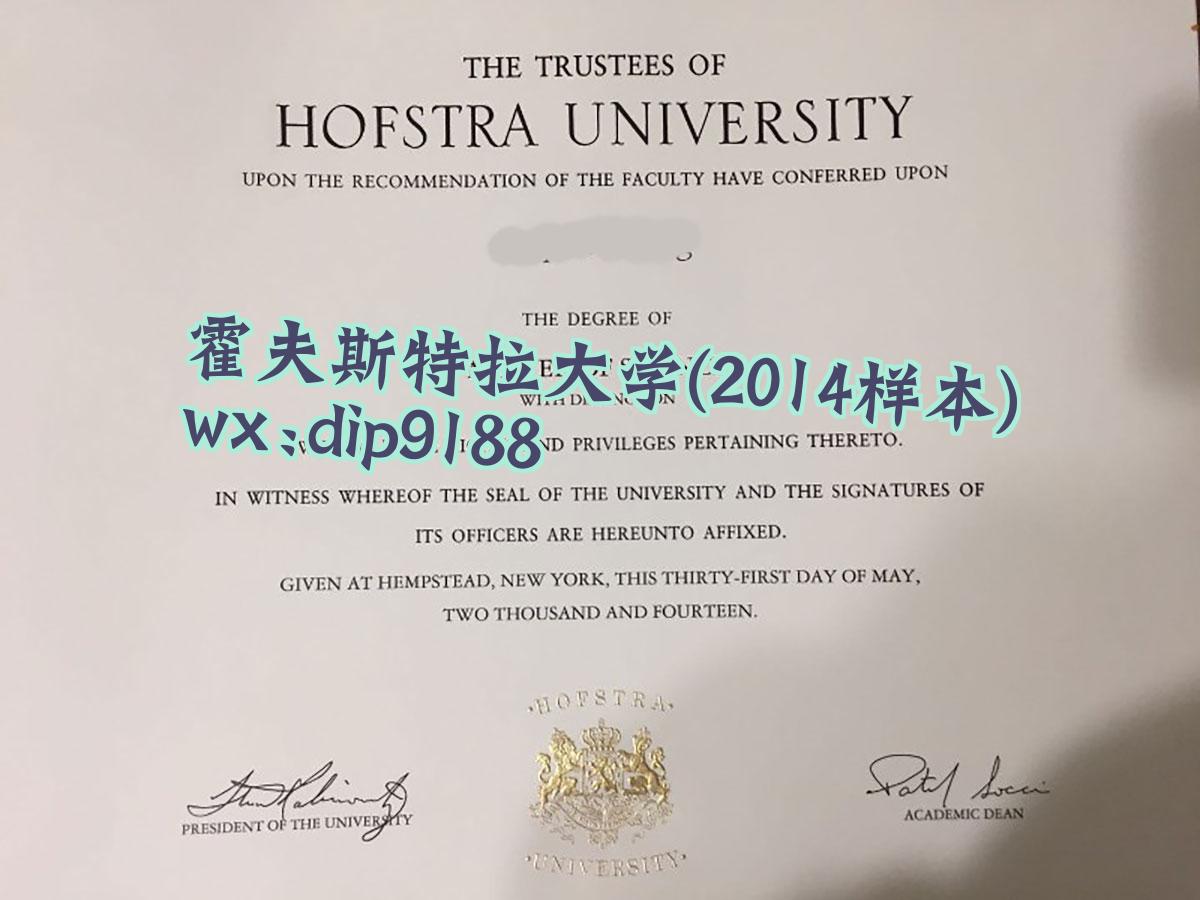 THE TRUSTEES OF
HOFSTRA UNIVERSITY
UPON THE RECOMMENDATION OF THE FACULTY HAVE CONFERRED UPON
THE DEGREE OF
霍夫斯特拉大学(2014样本)
wx:dip9188
PRIVILEGES PERTAINING THERETO.
IN WITNESS WHEREOF THE SEAL OF THE UNIVERSITY AND THE SIGNATURES OF
ITS OFFICERS ARE HEREUNTO AFFIXED.
GIVEN AT HEMPSTEAD, NEW YORK, THIS THIRTY-FIRST DAY OF MAY,
TWO THOUSAND AND FOURTEEN.
HOFSTRA
UNIVERSITY
PRESIDENT OF THE UNIVERSITY
ACADEMIC DEAN